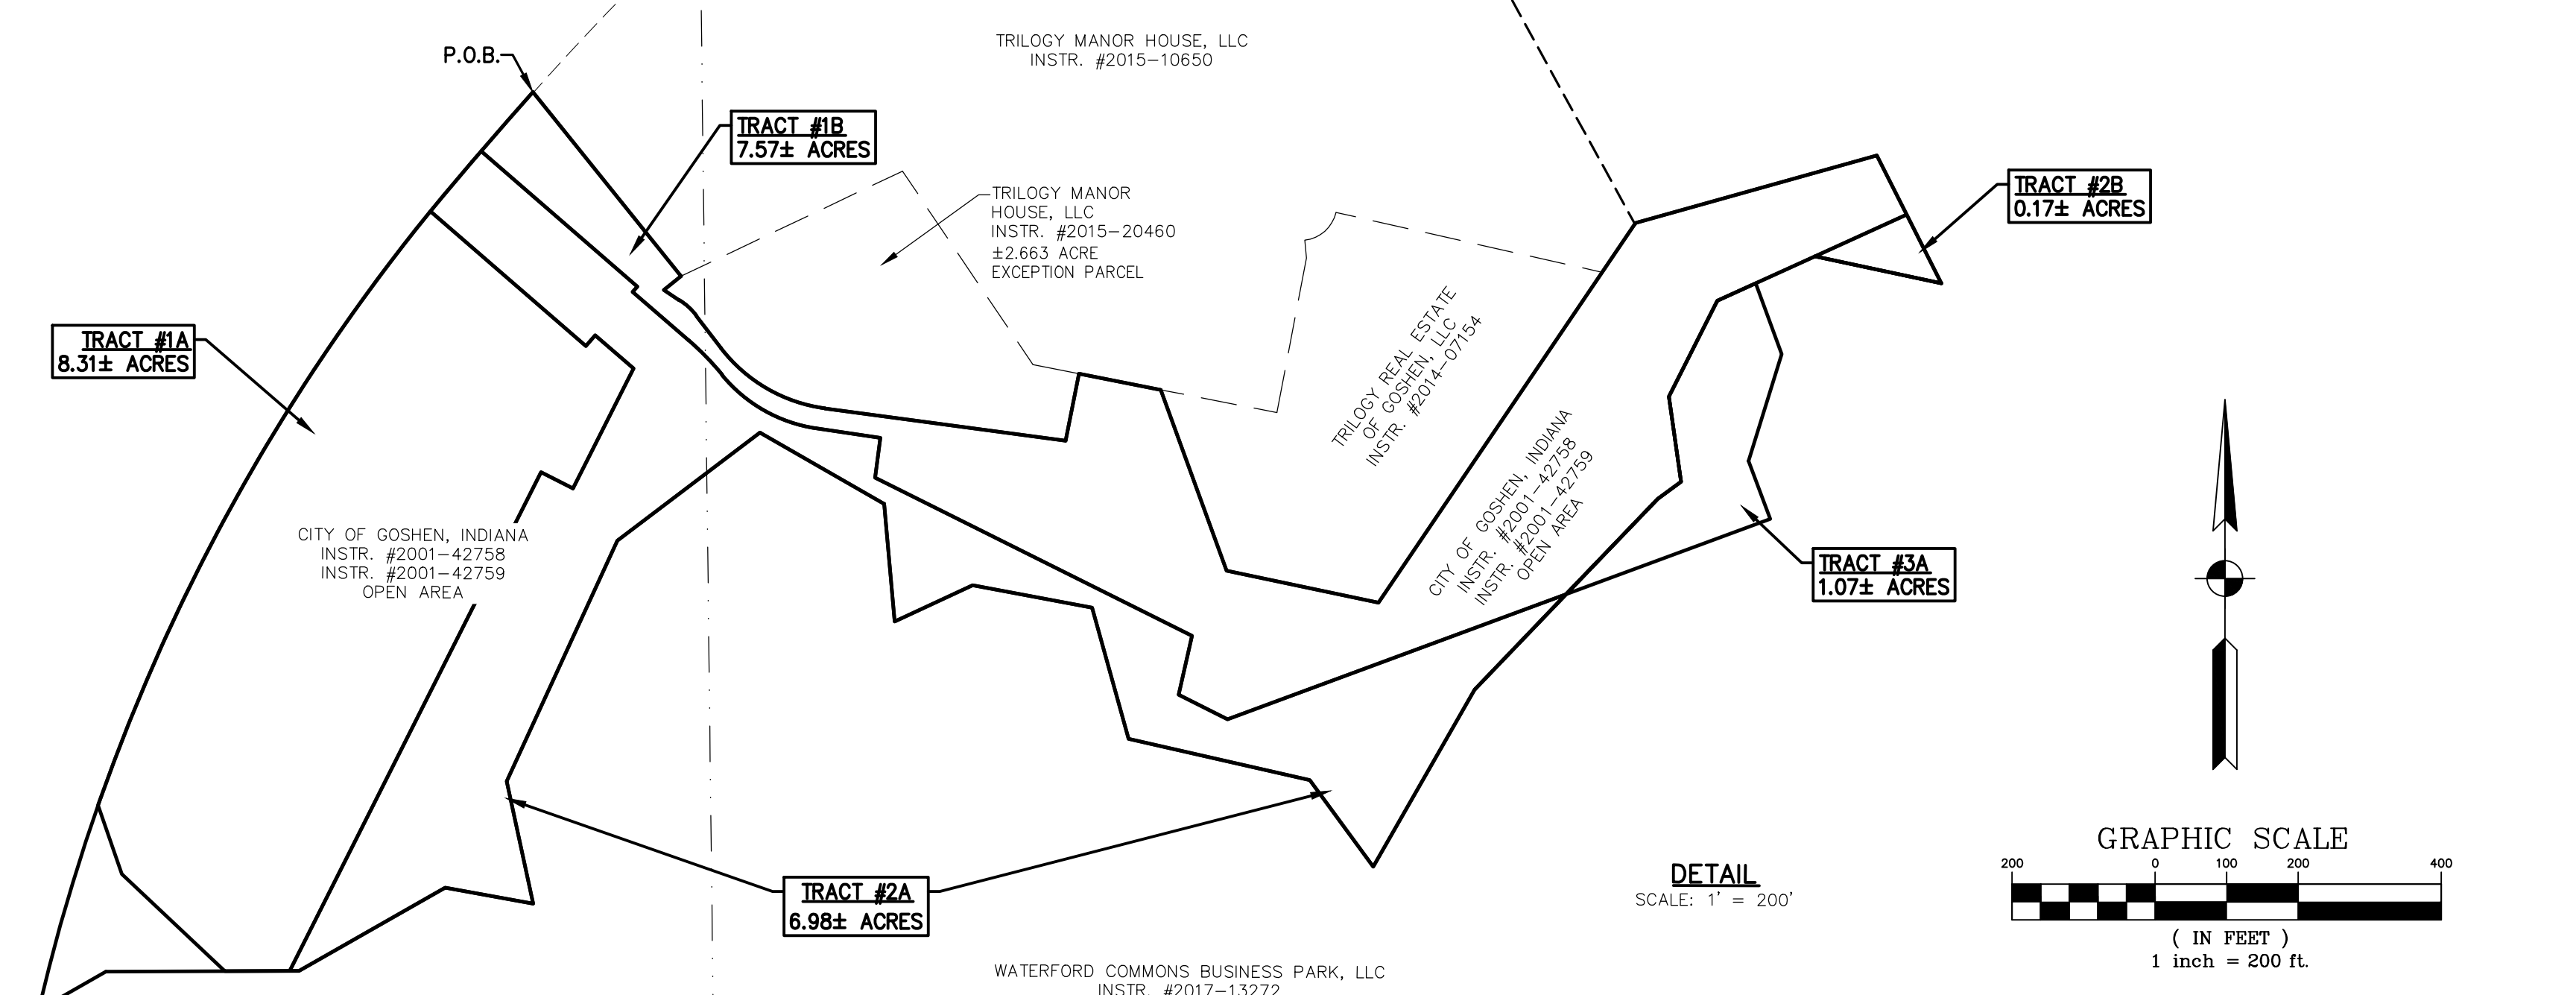 TRILOGY MANOR HOUSE, LLC
INSTR. #2015-10650
P.O.B.
TRACT #1B
7.57± ACRES
TRILOGY MANOR
HOUSE, LLC
INSTR. #2015-20460
±2.663 ACRE
EXCEPTION PARCEL
TRACT #2B
0.17± ACRES
TRACT #1A
8.31± ACRES
TRILOGY REAL ESTATE
OF GOSHEN, LLC
INSTR. #2014-07154
CITY OF GOSHEN, INDIANA
INSTR. #2001-42758
INSTR. #2001-42759
OPEN AREA
CITY OF GOSHEN, INDIANA
INSTR. #2001-42758
INSTR. #2001-42759
OPEN AREA
TRACT #3A
1.07± ACRES
TRACT #2A
6.98± ACRES
DETAIL
SCALE: 1' = 200'
GRAPHIC SCALE
200 0 100 200 400
( IN FEET )
1 inch = 200 ft.
WATERFORD COMMONS BUSINESS PARK, LLC
INSTR. #2017-13272